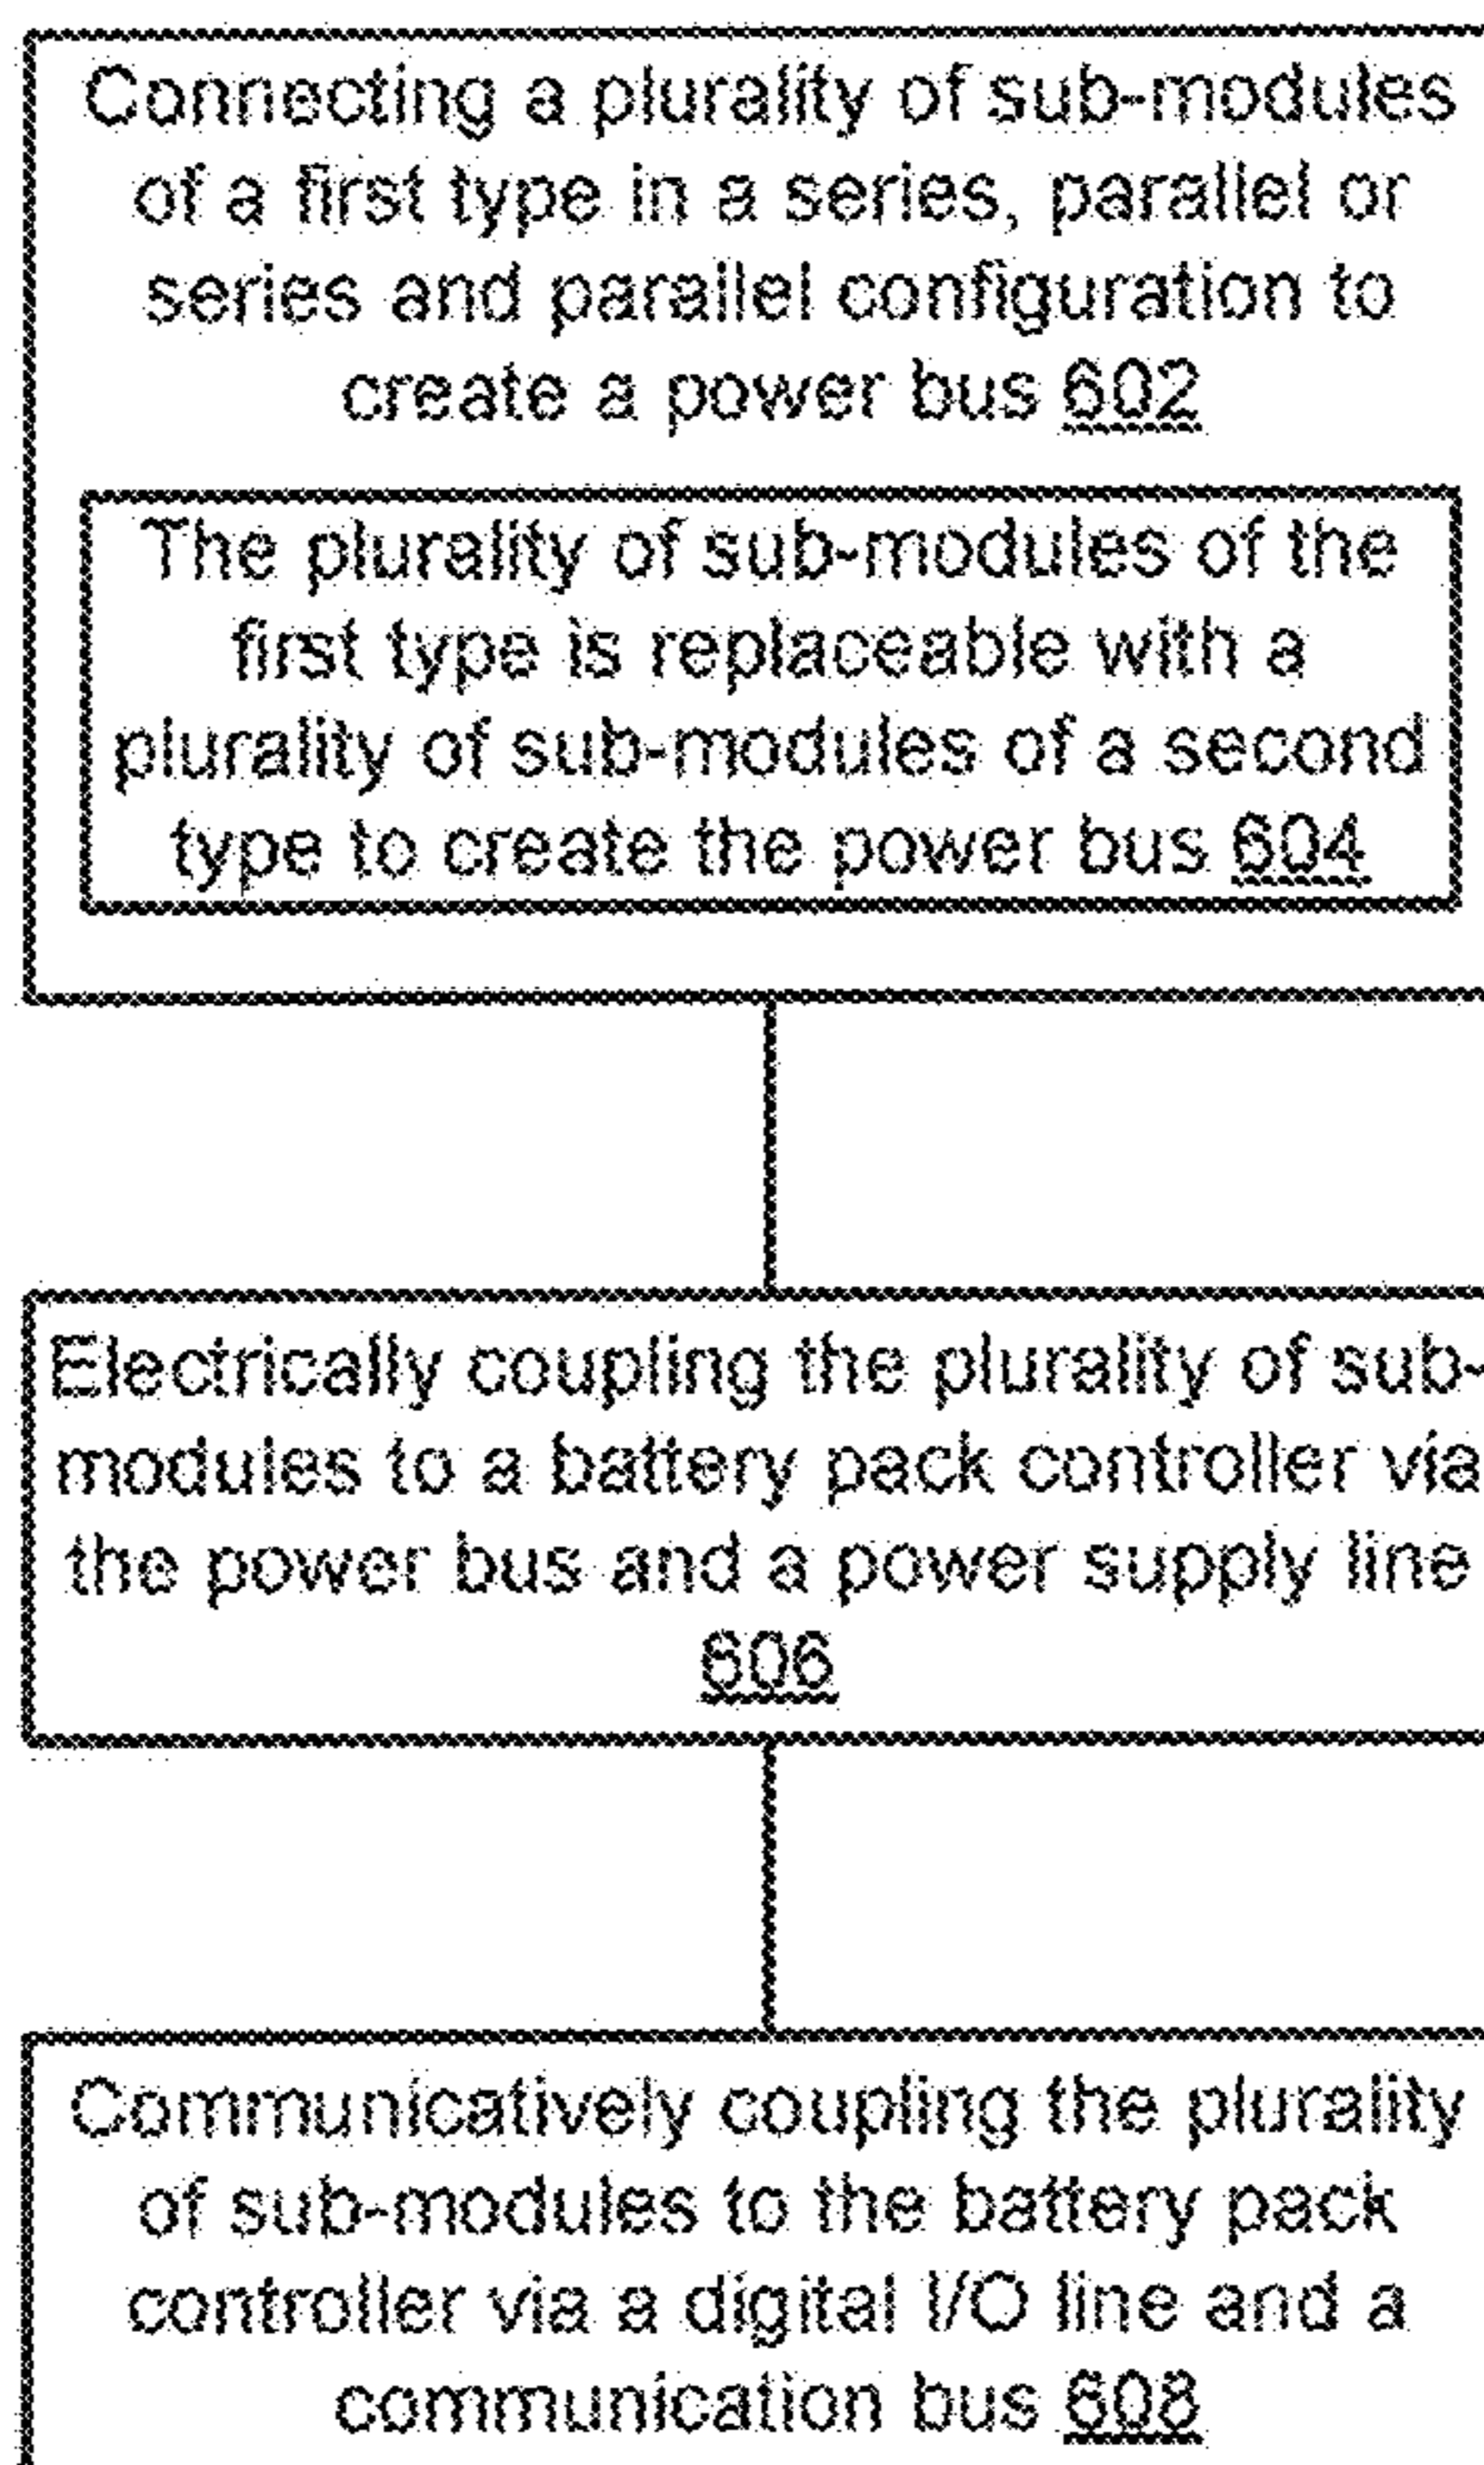 Connecting a plurality of sub-modules
of a first type in a series, parallel or
series and parallel configuration to
create a power bus 602
The plurality of sub-modules of the
first type is replaceable with a
plurality of sub-modules of a second
type to create the power bus 604
Electrically coupling the plurality of sub-
modules to a battery pack controller via
the power bus and a power supply line
606
Communicatively coupling the plurality
of sub-modules to the battery pack
controller via a digital I/O line and a
communication bus 608